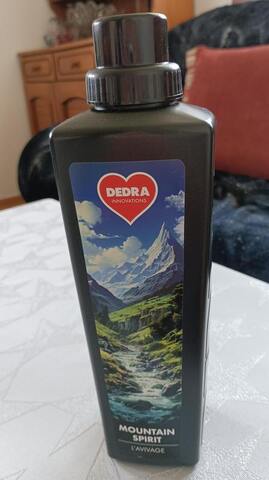 DEDRA
INNOVATIONS
MOUNTAIN
SPIRIT
L'AVIVAGE